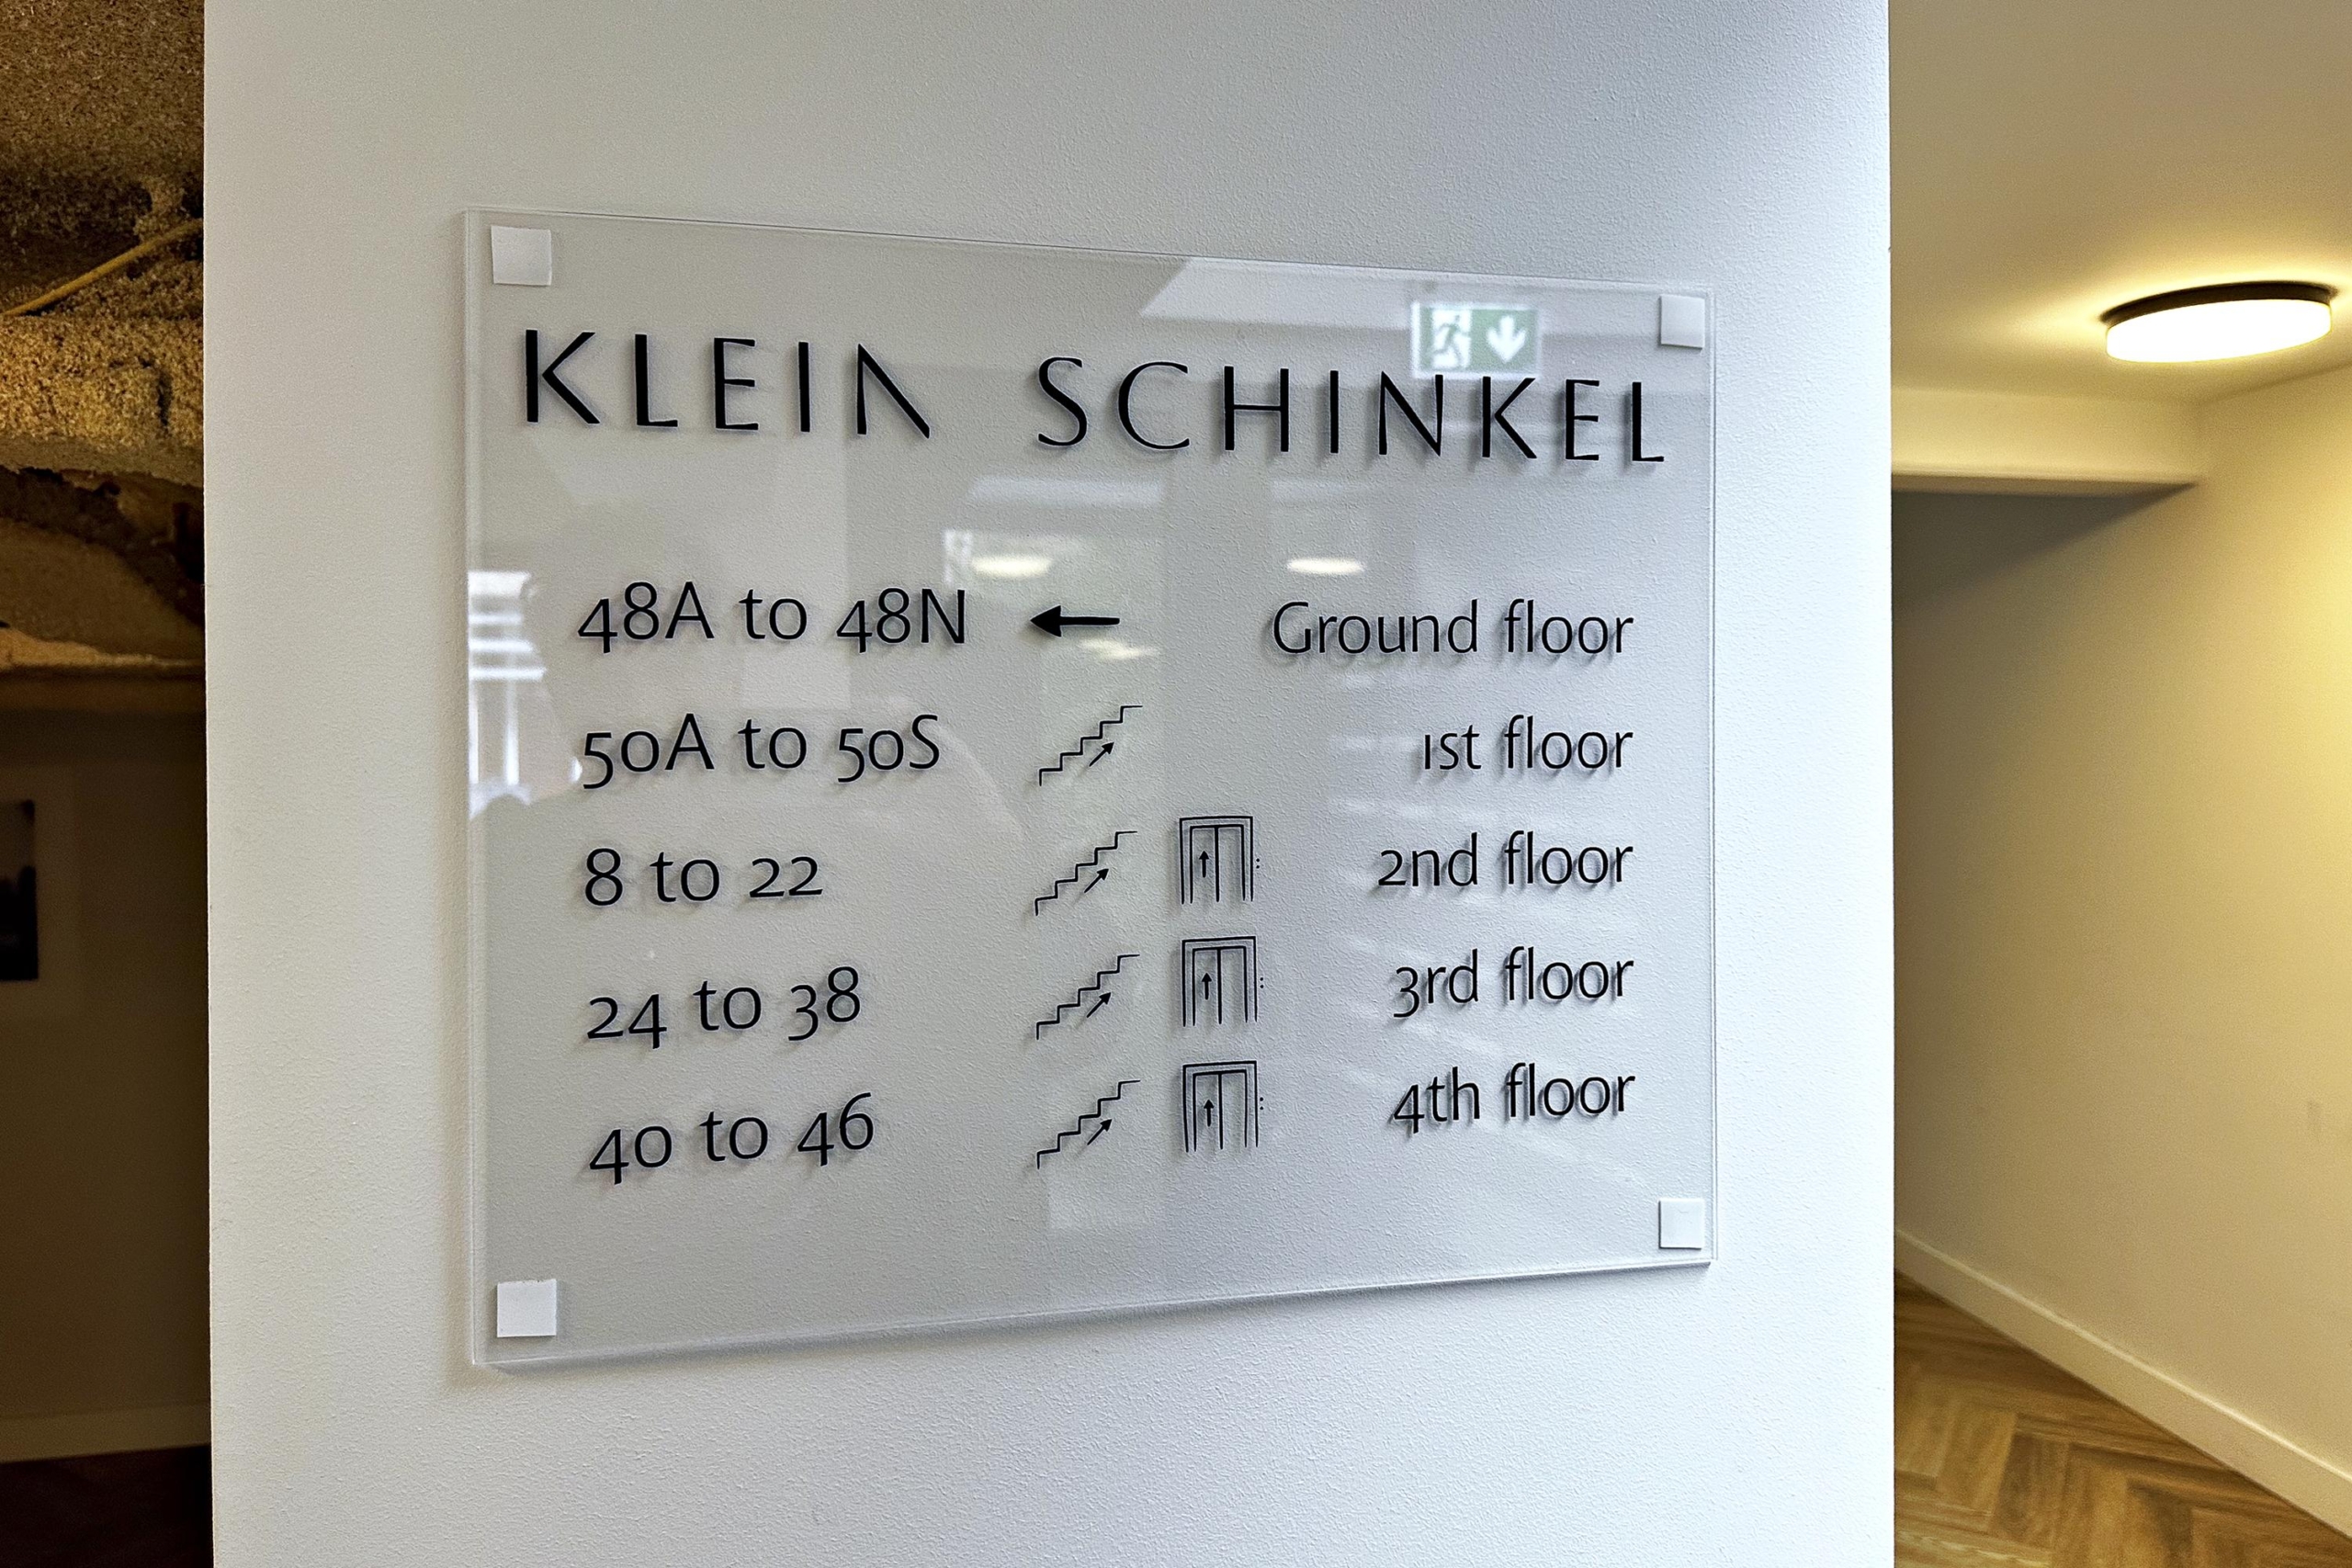 KLEIN SCHINKEL
48A to 48N ← Ground floor
50A to 50S 1st floor
8 to 22 2nd floor
24 to 38 3rd floor
40 to 46 4th floor